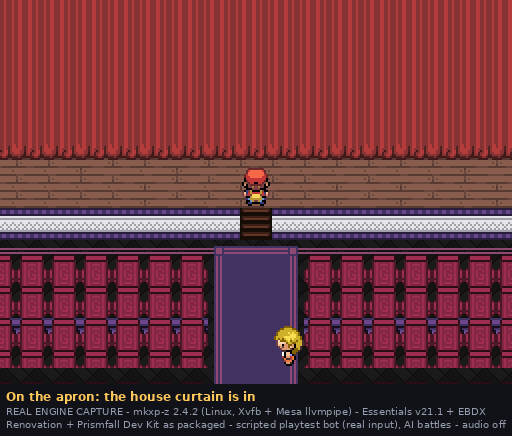 On the apron: the house curtain is in
REAL ENGINE CAPTURE - mkxp-z 2.4.2 (Linux, Xvfb + Mesa llvmpipe) - Essentials v21.1 + EBDX
Renovation + Prismfall Dev Kit as packaged - scripted playtest bot (real input), AI battles - audio off